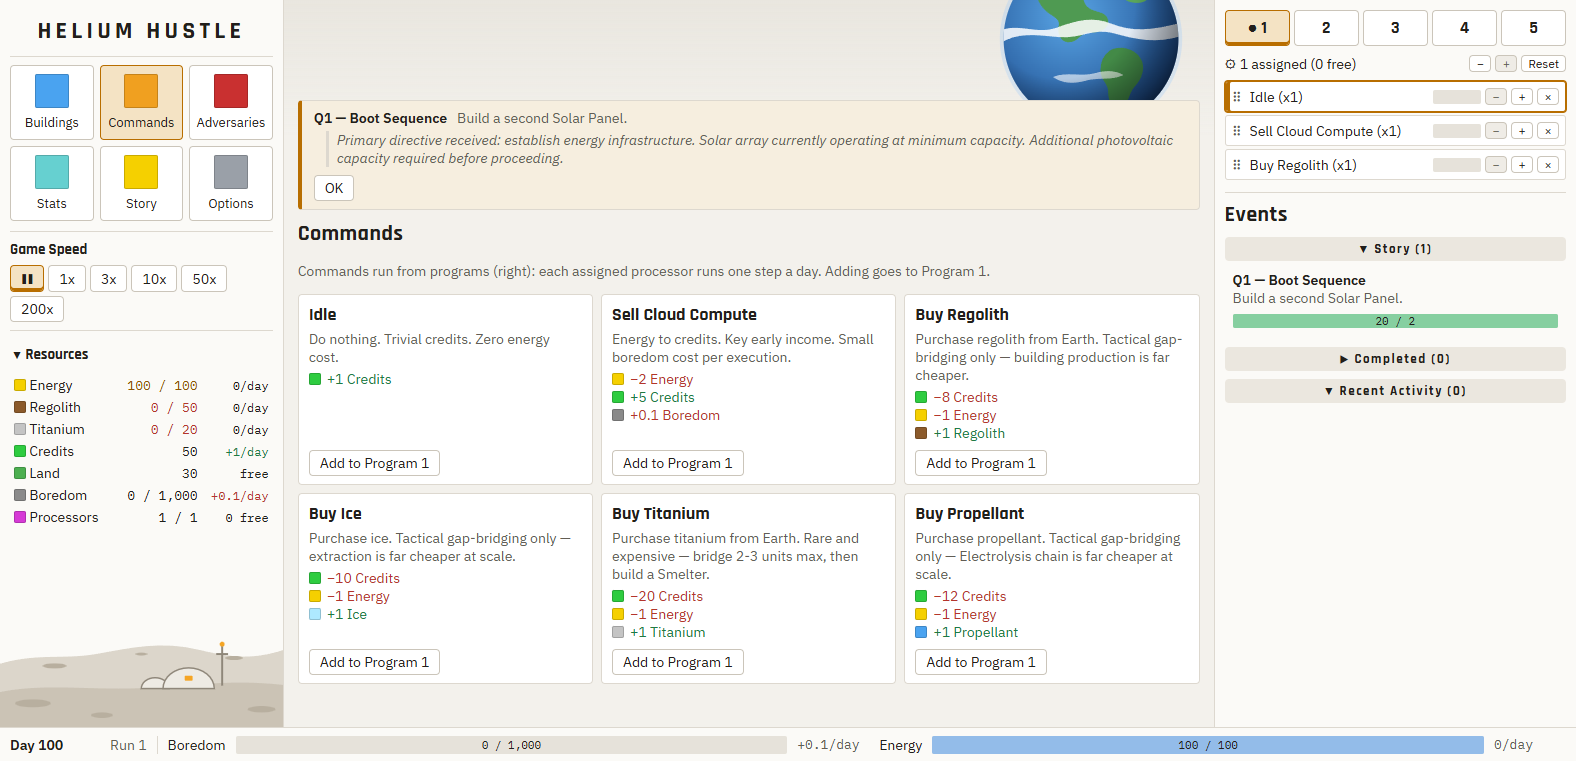 HELIUM HUSTLE
Buildings
Commands
Adversaries
Stats
Story
Options
Game Speed
1x
3x
10x
50x
200x
▼ Resources
Energy 100 / 100 0/day
Regolith 0 / 50 0/day
Titanium 0 / 20 0/day
Credits 50 +1/day
Land 30 free
Boredom 0 / 1,000 +0.1/day
Processors 1 / 1 0 free
Q1 — Boot Sequence Build a second Solar Panel.
Primary directive received: establish energy infrastructure. Solar array currently operating at minimum capacity. Additional photovoltaic
capacity required before proceeding.
OK
Commands
Commands run from programs (right): each assigned processor runs one step a day. Adding goes to Program 1.
Idle
Do nothing. Trivial credits. Zero energy
cost.
+1 Credits
Add to Program 1
Sell Cloud Compute
Energy to credits. Key early income. Small
boredom cost per execution.
−2 Energy
+5 Credits
+0.1 Boredom
Add to Program 1
Buy Regolith
Purchase regolith from Earth. Tactical gap-
bridging only — building production is far
cheaper.
−8 Credits
−1 Energy
+1 Regolith
Add to Program 1
Buy Ice
Purchase ice. Tactical gap-bridging only —
extraction is far cheaper at scale.
−10 Credits
−1 Energy
+1 Ice
Add to Program 1
Buy Titanium
Purchase titanium from Earth. Rare and
expensive — bridge 2-3 units max, then
build a Smelter.
−20 Credits
−1 Energy
+1 Titanium
Add to Program 1
Buy Propellant
Purchase propellant. Tactical gap-bridging
only — Electrolysis chain is far cheaper at
scale.
−12 Credits
−1 Energy
+1 Propellant
Add to Program 1
● 1
2
3
4
5
⚙ 1 assigned (0 free) − + Reset
Idle (x1) − + ×
Sell Cloud Compute (x1) − + ×
Buy Regolith (x1) − + ×
Events
▼ Story (1)
Q1 — Boot Sequence
Build a second Solar Panel.
20 / 2
▶ Completed (0)
▼ Recent Activity (0)
Day 100 Run 1 Boredom 0 / 1,000 +0.1/day Energy 100 / 100 0/day